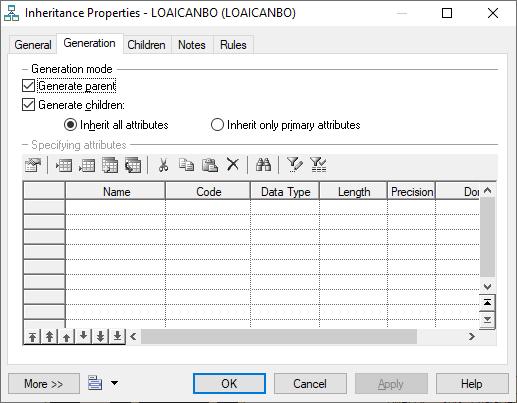 Inheritance Properties - LOAICANBO (LOAICANBO)
General Generation Children Notes Rules
Generation mode
Generate parent
Generate children:
Inherit all attributes Inherit only primary attributes
Specifying attributes
Name Code Data Type Length Precision Dor
More >> OK Cancel Apply Help